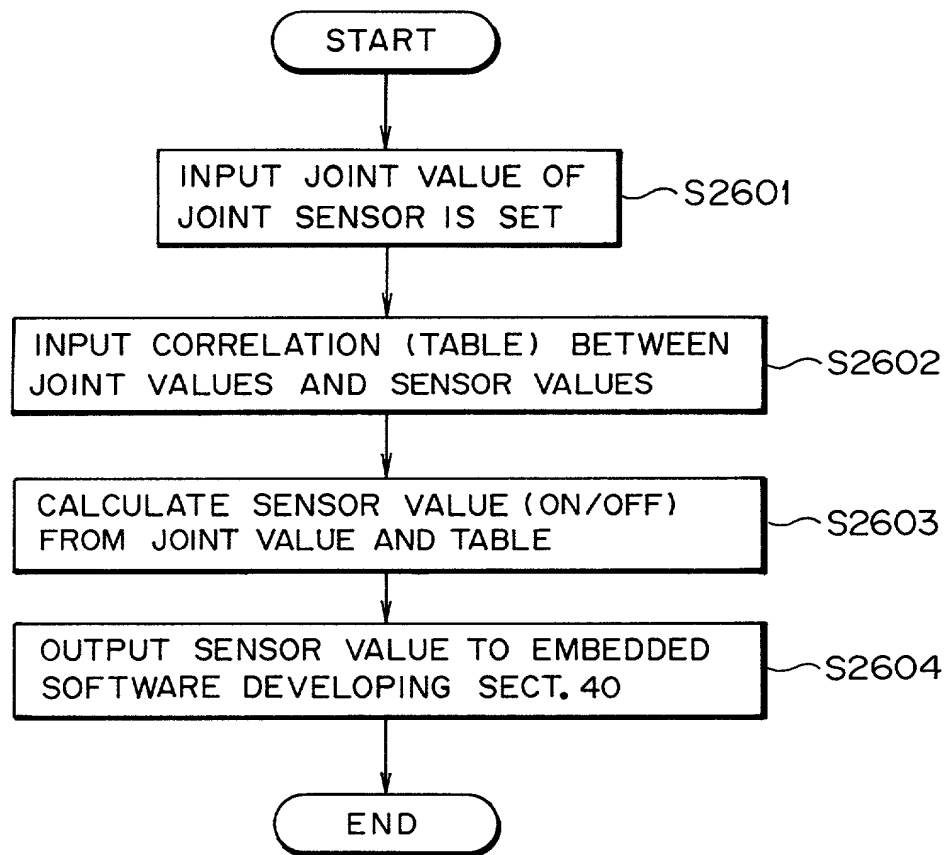 START
INPUT JOINT VALUE OF
JOINT SENSOR IS SET
S2601
INPUT CORRELATION (TABLE) BETWEEN
JOINT VALUES AND SENSOR VALUES
S2602
CALCULATE SENSOR VALUE (ON/OFF)
FROM JOINT VALUE AND TABLE
S2603
OUTPUT SENSOR VALUE TO EMBEDDED
SOFTWARE DEVELOPING SECT. 40
S2604
END